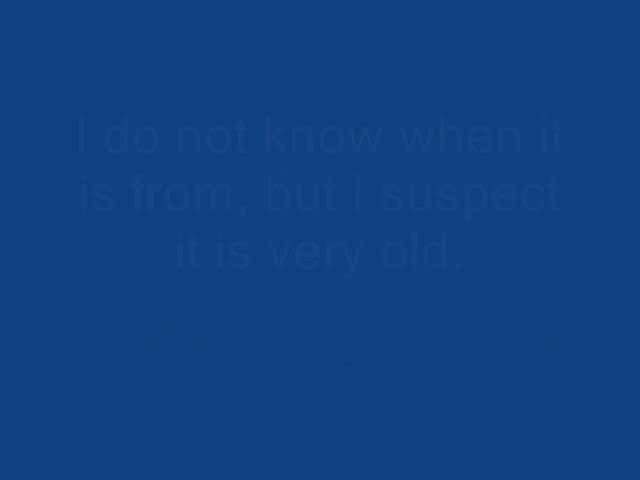 I do not know when it
is from, but I suspect
it is very old.